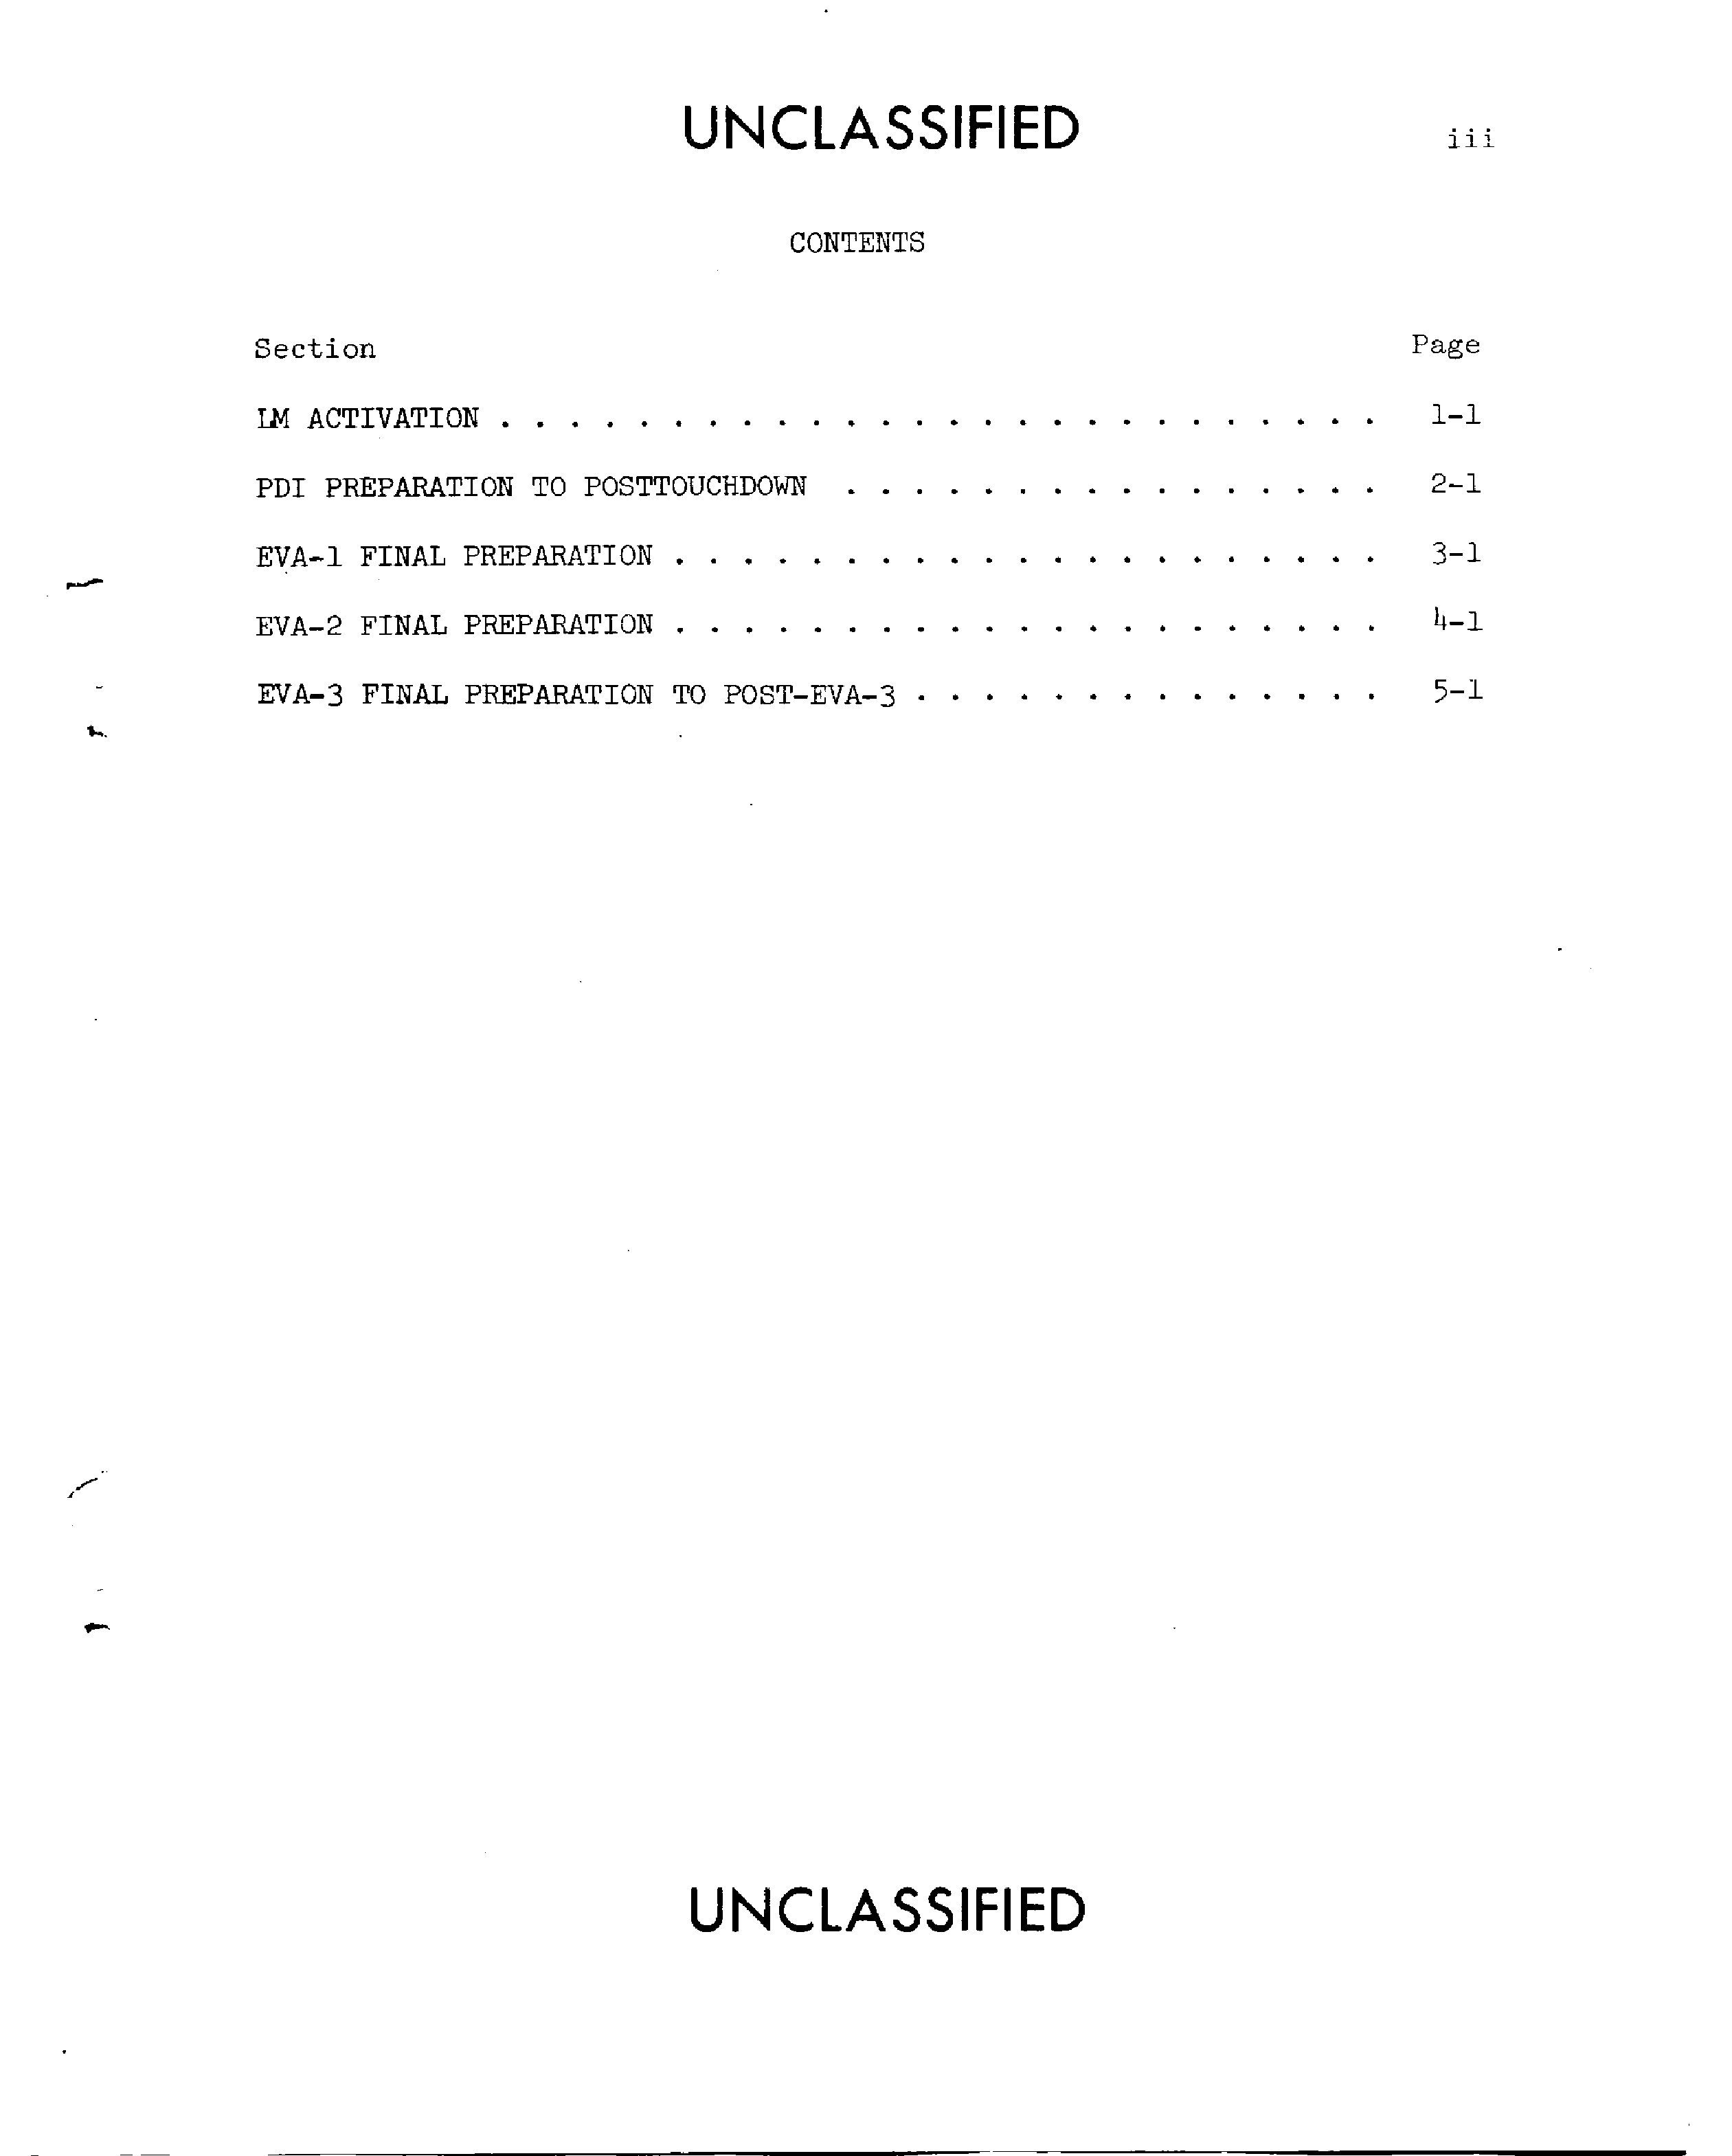 UNCLASSIFIED
iii
CONTENTS
Section Page
LM ACTIVATION . . . . . . . . . . . . . . . . . . . . . . . . . . 1-1
PDI PREPARATION TO POSTTOUCHDOWN . . . . . . . . . . . . . . . . 2-1
EVA-1 FINAL PREPARATION . . . . . . . . . . . . . . . . . . . . . 3-1
EVA-2 FINAL PREPARATION . . . . . . . . . . . . . . . . . . . . . 4-1
EVA-3 FINAL PREPARATION TO POST-EVA-3 . . . . . . . . . . . . . . 5-1
UNCLASSIFIED